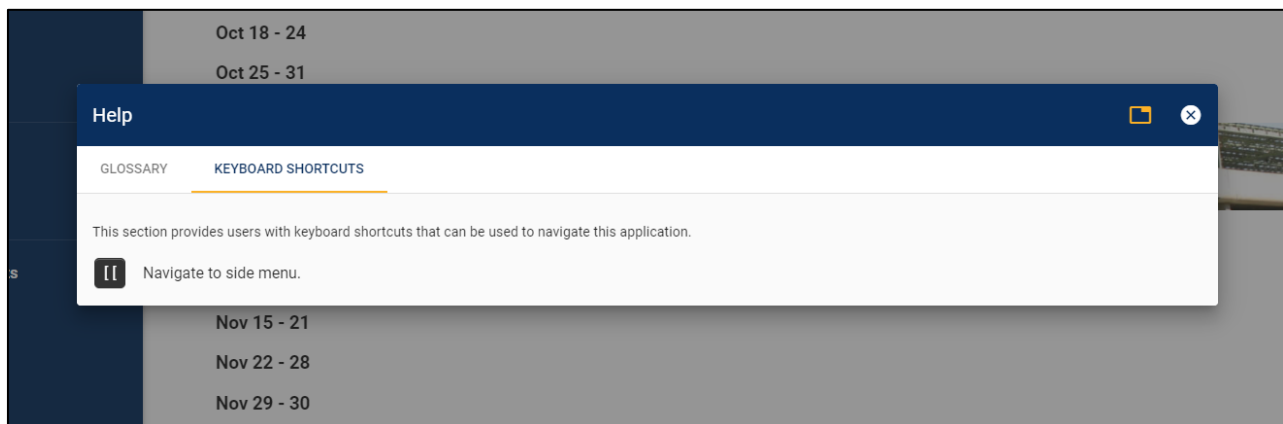 Oct 18 - 24
Oct 25 - 31
Help
GLOSSARY KEYBOARD SHORTCUTS
This section provides users with keyboard shortcuts that can be used to navigate this application.
[[ Navigate to side menu.
Nov 15 - 21
Nov 22 - 28
Nov 29 - 30